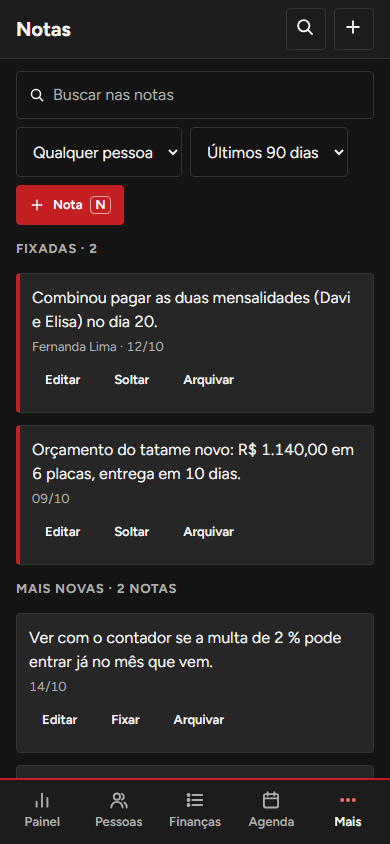 Notas
Buscar nas notas
Qualquer pessoa
Últimos 90 dias
Nota N
FIXADAS · 2
Combinou pagar as duas mensalidades (Davi
e Elisa) no dia 20.
Fernanda Lima · 12/10
Editar Soltar Arquivar
Orçamento do tatame novo: R$ 1.140,00 em
6 placas, entrega em 10 dias.
09/10
Editar Soltar Arquivar
MAIS NOVAS · 2 NOTAS
Ver com o contador se a multa de 2 % pode
entrar já no mês que vem.
14/10
Editar Fixar Arquivar
Painel Pessoas Finanças Agenda Mais